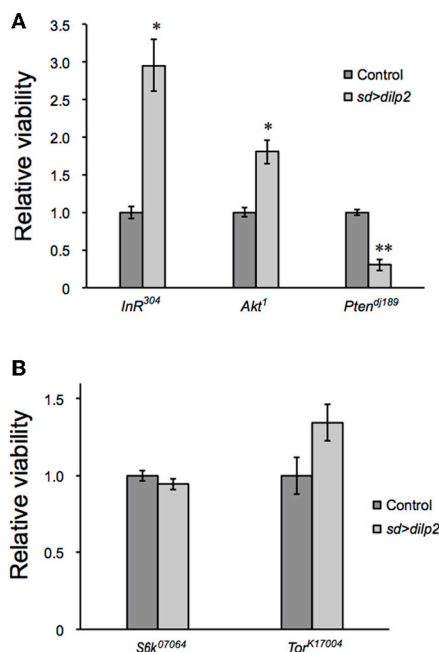 A
Relative viability
3.5
3.0
2.5
2.0
1.5
1.0
0.5
0
*
*
**
Control
sd>dilp2
InR304
Akt1
Ptendj189
B
Relative viability
1.5
1.0
0.5
0
Control
sd>dilp2
S6k07064
TorK17004